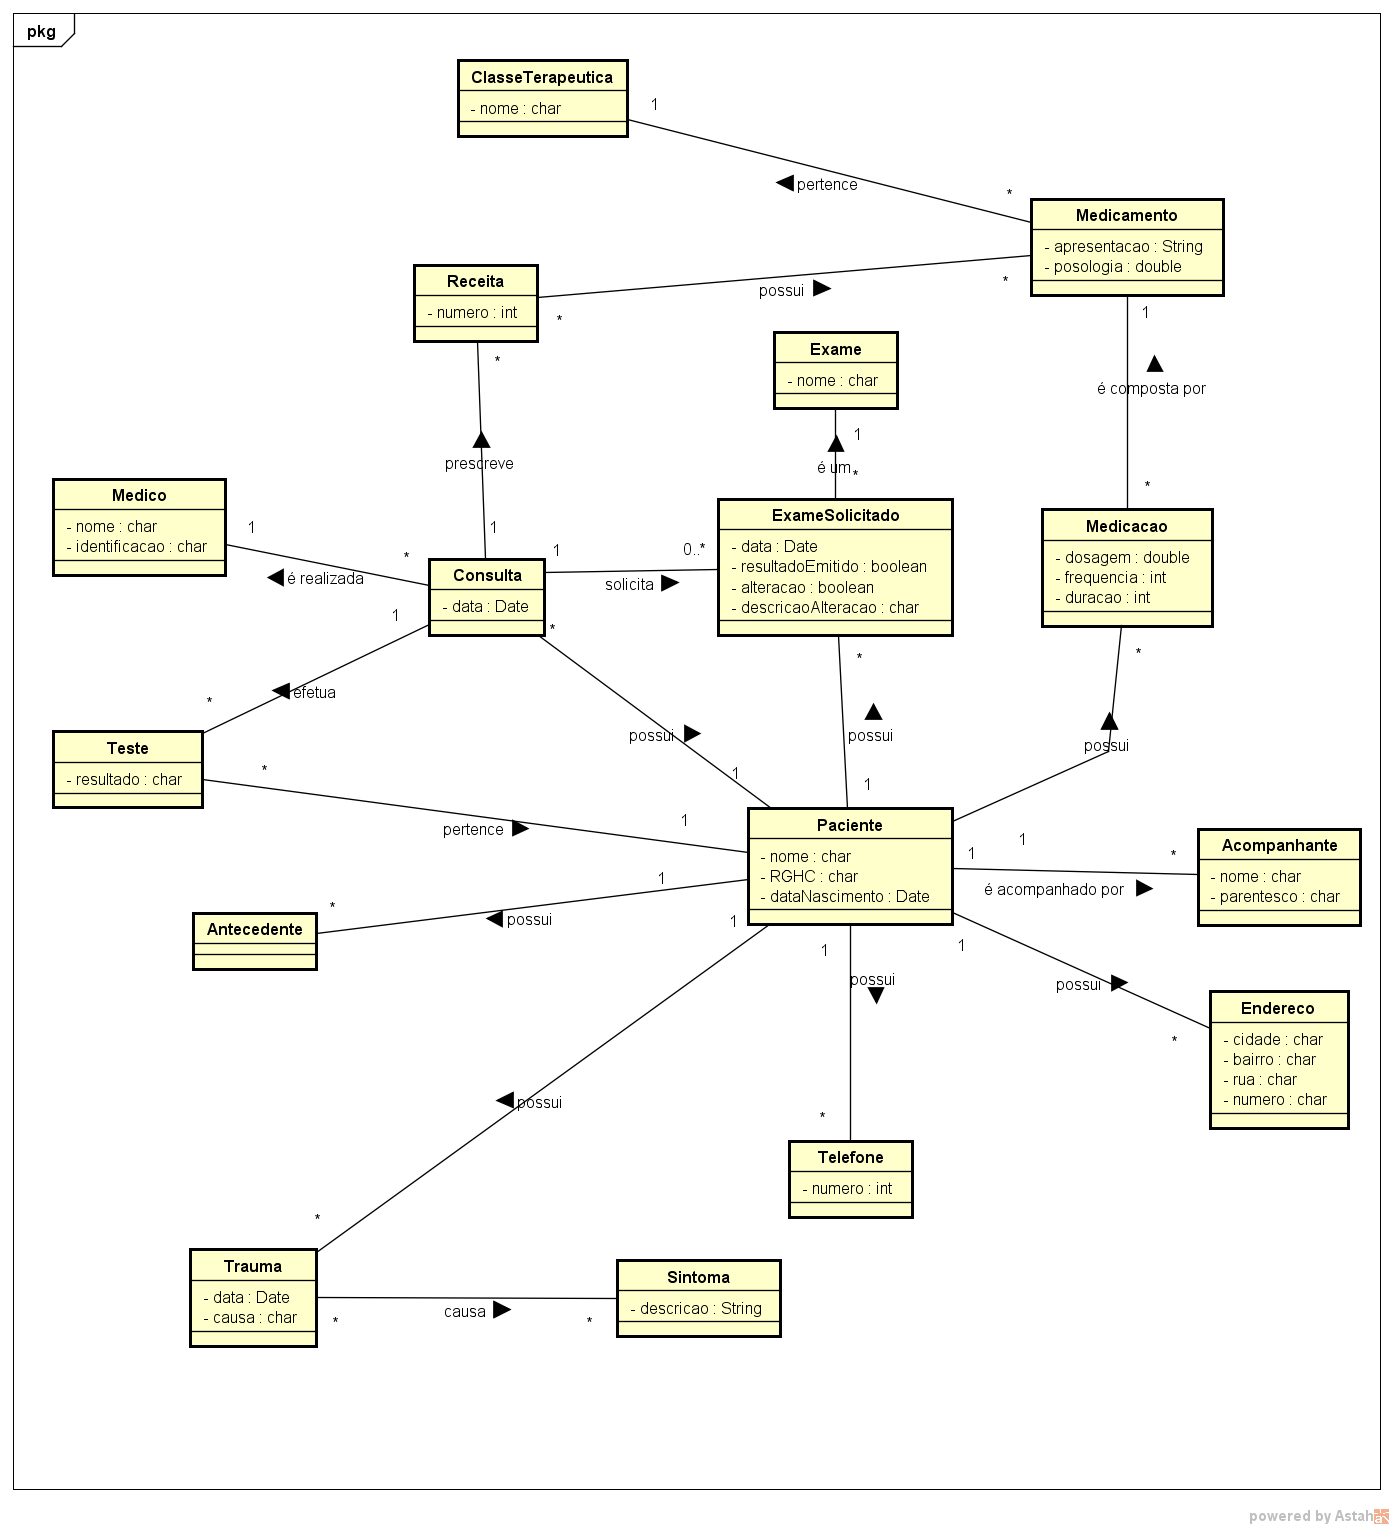 pkg
ClasseTerapeutica
- nome : char
1
pertence
*
Medicamento
- apresentacao : String
- posologia : double
Receita
- numero : int
*
possui
*
1
é composta por
*
Exame
- nome : char
1
é um
*
*
prescreve
1
Medico
- nome : char
- identificacao : char
1
é realizada
*
Consulta
- data : Date
1
solicita
0..*
ExameSolicitado
- data : Date
- resultadoEmitido : boolean
- alteracao : boolean
- descricaoAlteracao : char
Medicacao
- dosagem : double
- frequencia : int
- duracao : int
1
efetua
*
*
possui
1
*
possui
1
*
possui
1
Teste
- resultado : char
*
pertence
1
Paciente
- nome : char
- RGHC : char
- dataNascimento : Date
1
é acompanhado por
*
Acompanhante
- nome : char
- parentesco : char
1
possui
*
Antecedente
1
possui
*
1
possui
*
1
possui
*
Endereco
- cidade : char
- bairro : char
- rua : char
- numero : char
Telefone
- numero : int
Trauma
- data : Date
- causa : char
*
causa
*
Sintoma
- descricao : String
powered by Astah